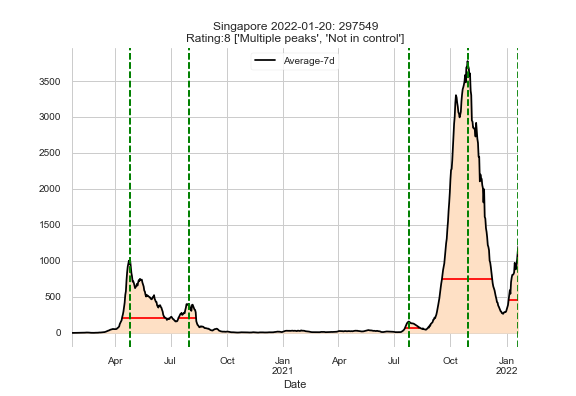 Singapore 2022-01-20: 297549
Rating:8 ['Multiple peaks', 'Not in control']
Average-7d
3500
3000
2500
2000
1500
1000
500
0
Apr Jul Oct Jan Apr Jul Oct Jan
2021 2022
Date